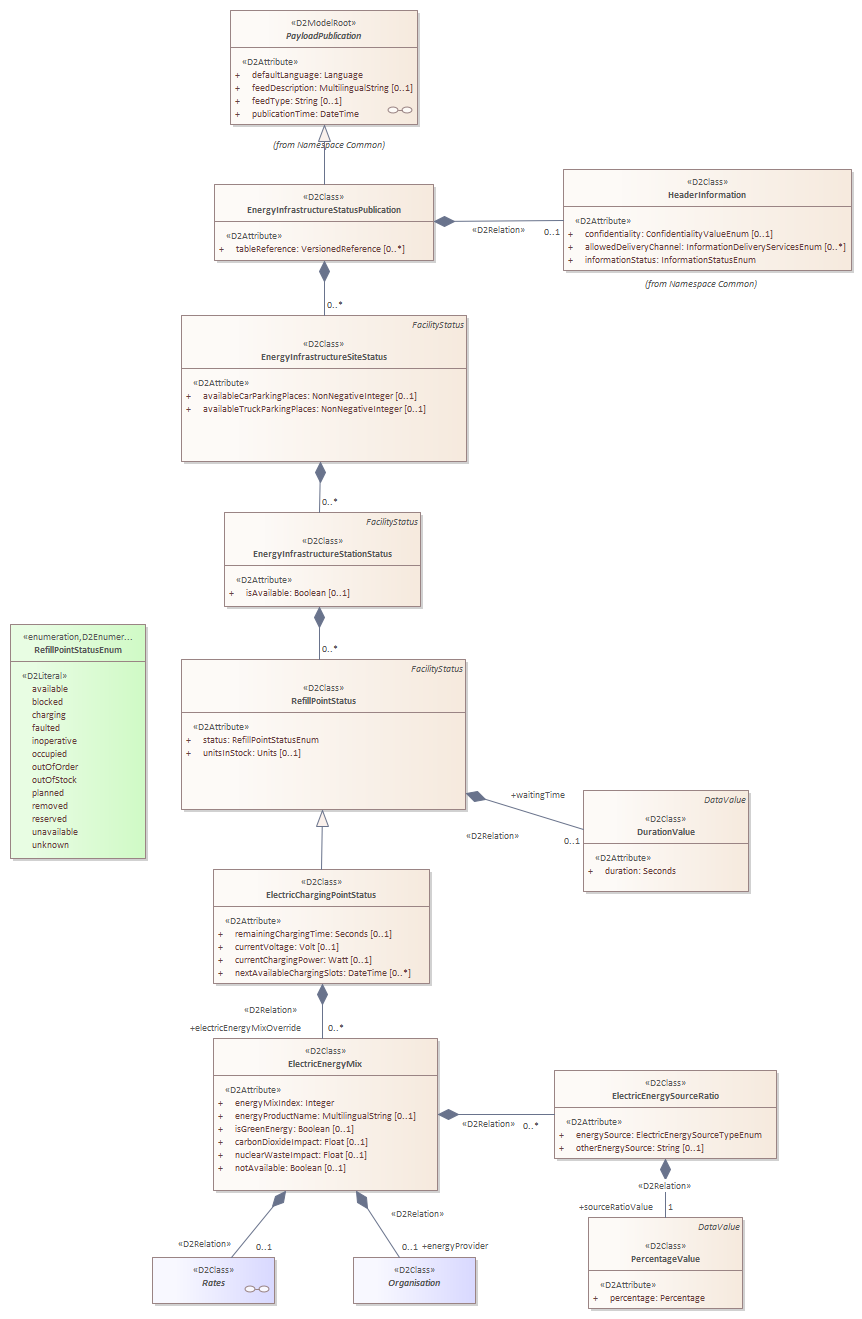 «D2ModelRoot»
PayloadPublication
«D2Attribute»
+ defaultLanguage: Language
+ feedDescription: MultilingualString [0..1]
+ feedType: String [0..1]
+ publicationTime: DateTime
(from Namespace Common)
«D2Class»
EnergyInfrastructureStatusPublication
«D2Attribute»
+ tableReference: VersionedReference [0..*]
«D2Relation»
0..1
«D2Class»
HeaderInformation
«D2Attribute»
+ confidentiality: ConfidentialityValueEnum [0..1]
+ allowedDeliveryChannel: InformationDeliveryServicesEnum [0..*]
+ informationStatus: InformationStatusEnum
(from Namespace Common)
0..*
FacilityStatus
«D2Class»
EnergyInfrastructureSiteStatus
«D2Attribute»
+ availableCarParkingPlaces: NonNegativeInteger [0..1]
+ availableTruckParkingPlaces: NonNegativeInteger [0..1]
0..*
FacilityStatus
«D2Class»
EnergyInfrastructureStationStatus
«D2Attribute»
+ isAvailable: Boolean [0..1]
0..*
«enumeration,D2Enumer...
RefillPointStatusEnum
«D2Literal»
available
blocked
charging
faulted
inoperative
occupied
outOfOrder
outOfStock
planned
removed
reserved
unavailable
unknown
FacilityStatus
«D2Class»
RefillPointStatus
«D2Attribute»
+ status: RefillPointStatusEnum
+ unitsInStock: Units [0..1]
+waitingTime
«D2Relation»
0..1
DataValue
«D2Class»
DurationValue
«D2Attribute»
+ duration: Seconds
«D2Class»
ElectricChargingPointStatus
«D2Attribute»
+ remainingChargingTime: Seconds [0..1]
+ currentVoltage: Volt [0..1]
+ currentChargingPower: Watt [0..1]
+ nextAvailableChargingSlots: DateTime [0..*]
«D2Relation»
+electricEnergyMixOverride
0..*
«D2Class»
ElectricEnergyMix
«D2Attribute»
+ energyMixIndex: Integer
+ energyProductName: MultilingualString [0..1]
+ isGreenEnergy: Boolean [0..1]
+ carbonDioxideImpact: Float [0..1]
+ nuclearWasteImpact: Float [0..1]
+ notAvailable: Boolean [0..1]
«D2Relation»
0..*
«D2Class»
ElectricEnergySourceRatio
«D2Attribute»
+ energySource: ElectricEnergySourceTypeEnum
+ otherEnergySource: String [0..1]
«D2Relation»
+sourceRatioValue
1
DataValue
«D2Class»
PercentageValue
«D2Attribute»
+ percentage: Percentage
«D2Relation»
0..1
«D2Class»
Rates
«D2Relation»
0..1
+energyProvider
«D2Class»
Organisation